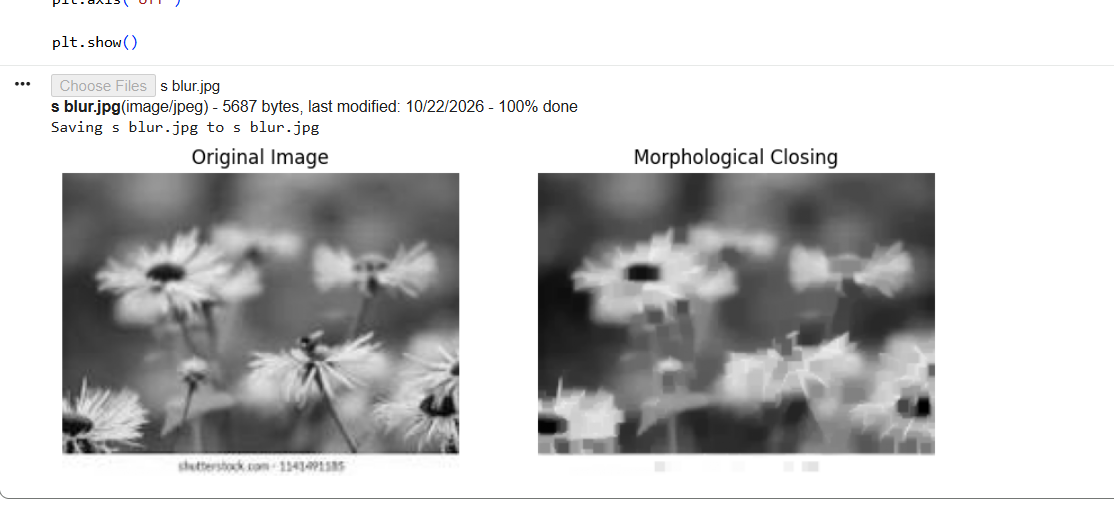 plt.axis("off")
plt.show()
Choose Files s blur.jpg
s blur.jpg(image/jpeg) - 5687 bytes, last modified: 10/22/2026 - 100% done
Saving s blur.jpg to s blur.jpg
Original Image
Morphological Closing
shutterstock.com · 1141491185